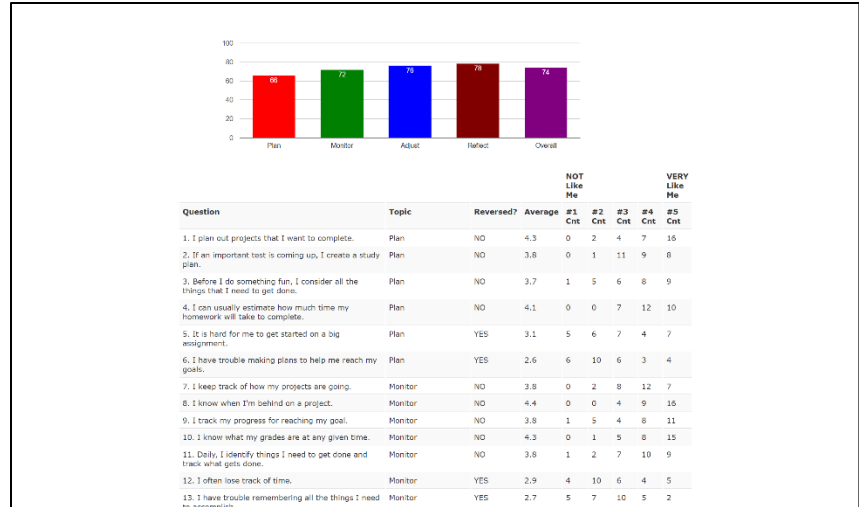 100
80
60
40
20
0
66
72
76
78
74
Plan Monitor Adjust Reflect Overall
NOT Like Me VERY Like Me
Question Topic Reversed? Average #1 Cnt #2 Cnt #3 Cnt #4 Cnt #5 Cnt
1. I plan out projects that I want to complete. Plan NO 4.3 0 2 4 7 16
2. If an important test is coming up, I create a study Plan NO 3.8 0 1 11 9 8
plan.
3. Before I do something fun, I consider all the Plan NO 3.7 1 5 6 8 9
things that I need to get done.
4. I can usually estimate how much time my Plan NO 4.1 0 0 7 12 10
homework will take to complete.
5. It is hard for me to get started on a big Plan YES 3.1 5 6 7 4 7
assignment.
6. I have trouble making plans to help me reach my Plan YES 2.6 6 10 6 3 4
goals.
7. I keep track of how my projects are going. Monitor NO 3.8 0 2 8 12 7
8. I know when I'm behind on a project. Monitor NO 4.4 0 0 4 9 16
9. I track my progress for reaching my goal. Monitor NO 3.8 1 5 4 8 11
10. I know what my grades are at any given time. Monitor NO 4.3 0 1 5 8 15
11. Daily, I identify things I need to get done and Monitor NO 3.8 1 2 7 10 9
track what gets done.
12. I often lose track of time. Monitor YES 2.9 4 10 6 4 5
13. I have trouble remembering all the things I need Monitor YES 2.7 5 7 10 5 2
to accomplish.